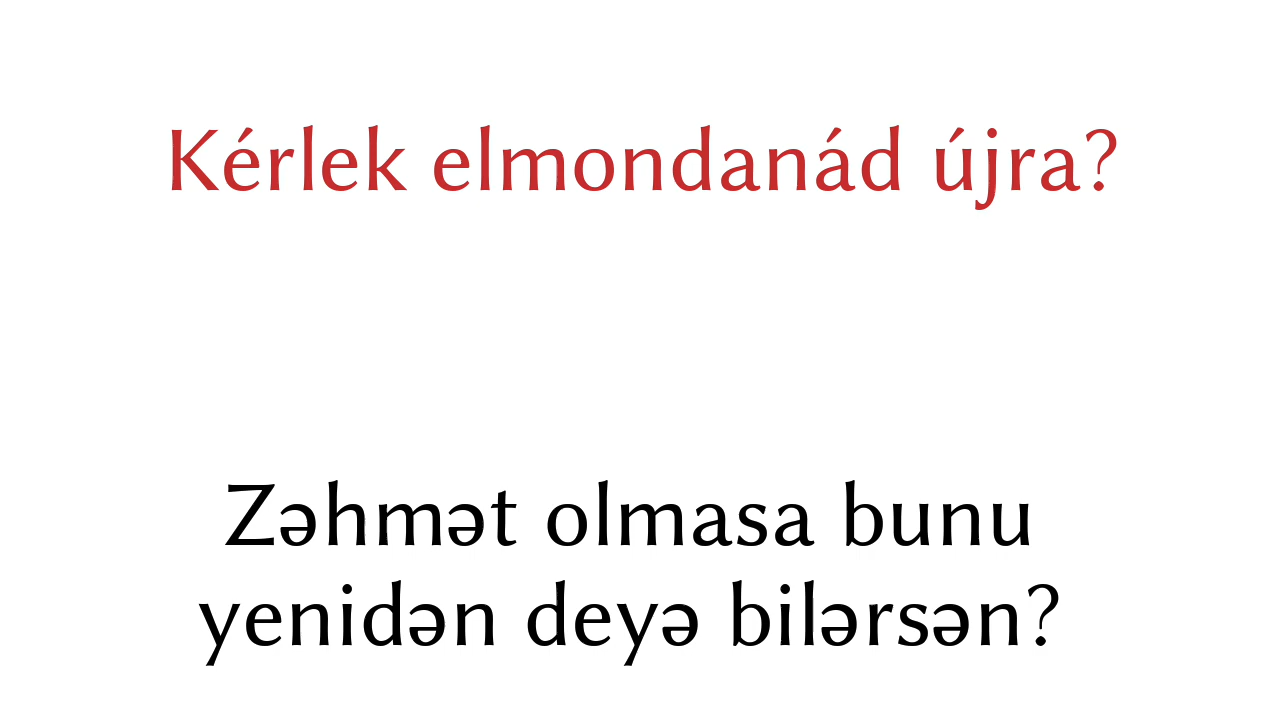 Kérlek elmondanád újra?
Zəhmət olmasa bunu
yenidən deyə bilərsən?